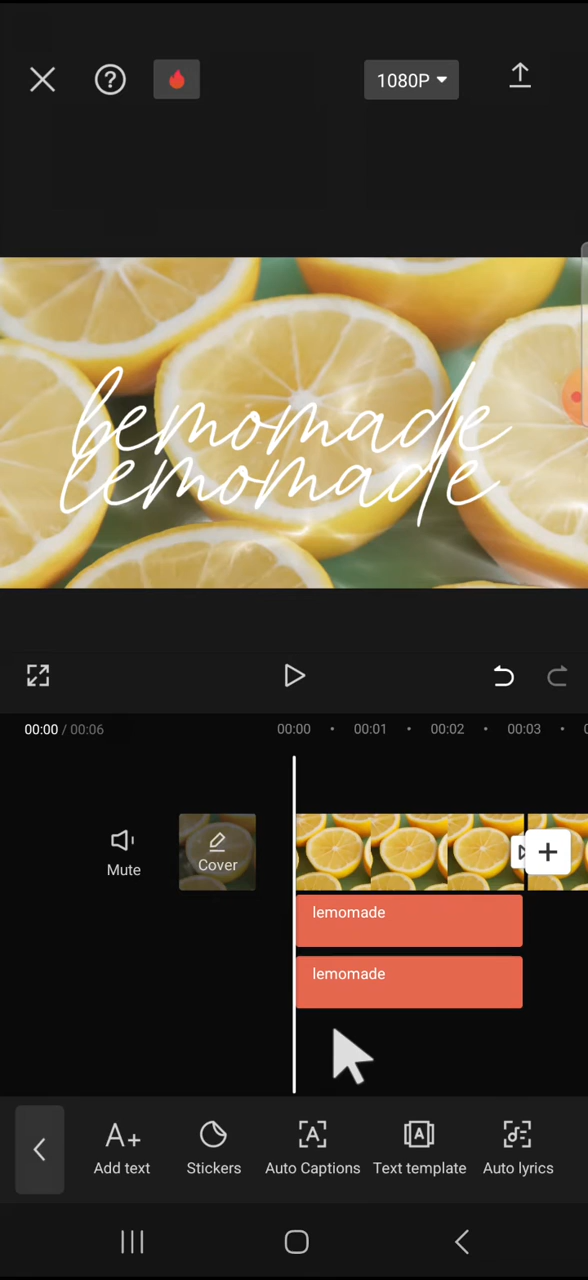 1080P
lemomade
lemomade
00:00 / 00:06
00:00 00:01 00:02 00:03
Mute
Cover
lemomade
lemomade
Add text
Stickers
Auto Captions
Text template
Auto lyrics